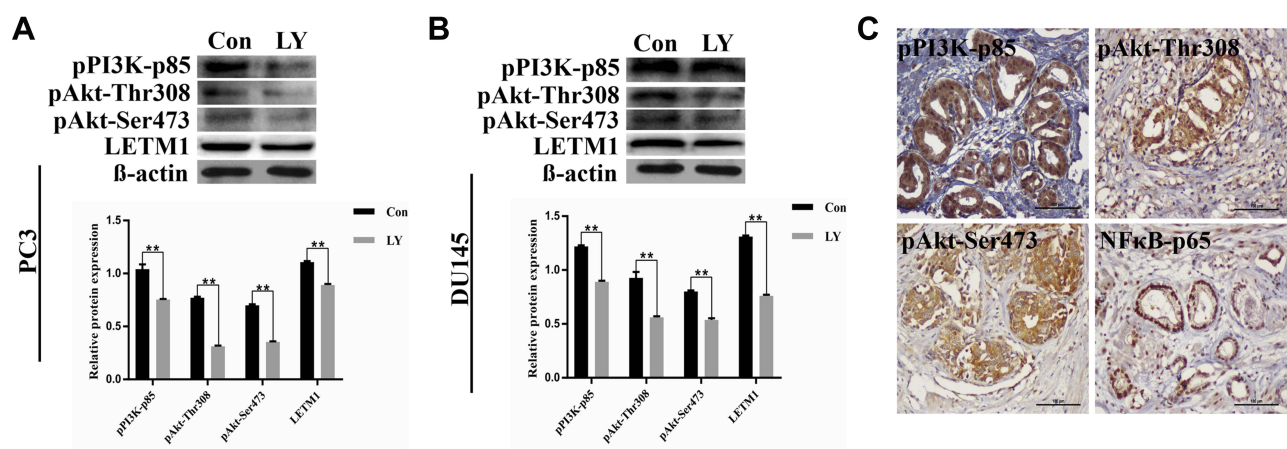 A
Con LY
pPI3K-p85
pAkt-Thr308
pAkt-Ser473
LETM1
ß-actin
PC3
Relative protein expression
1.5
1.0
0.5
0.0
**
**
**
**
Con
LY
pPI3K-p85
pAkt-Thr308
pAkt-Ser473
LETM1
B
Con LY
pPI3K-p85
pAkt-Thr308
pAkt-Ser473
LETM1
ß-actin
DU145
Relative protein expression
1.5
1.0
0.5
0.0
**
**
**
**
Con
LY
pPI3K-p85
pAkt-Thr308
pAkt-Ser473
LETM1
C
pPI3K-p85
pAkt-Thr308
pAkt-Ser473
NFκB-p65